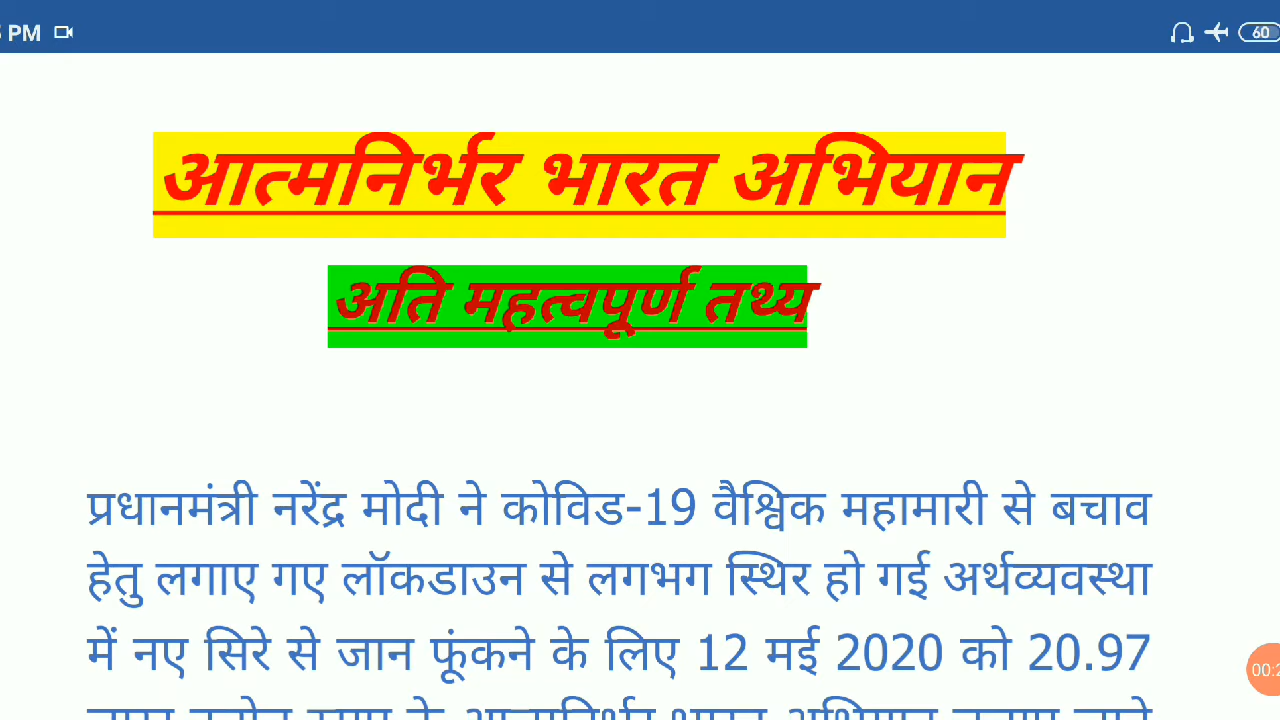 PM
60
आत्मनिर्भर भारत अभियान
अति महत्वपूर्ण तथ्य
प्रधानमंत्री नरेंद्र मोदी ने कोविड-19 वैश्विक महामारी से बचाव
हेतु लगाए गए लॉकडाउन से लगभग स्थिर हो गई अर्थव्यवस्था
में नए सिरे से जान फूंकने के लिए 12 मई 2020 को 20.97